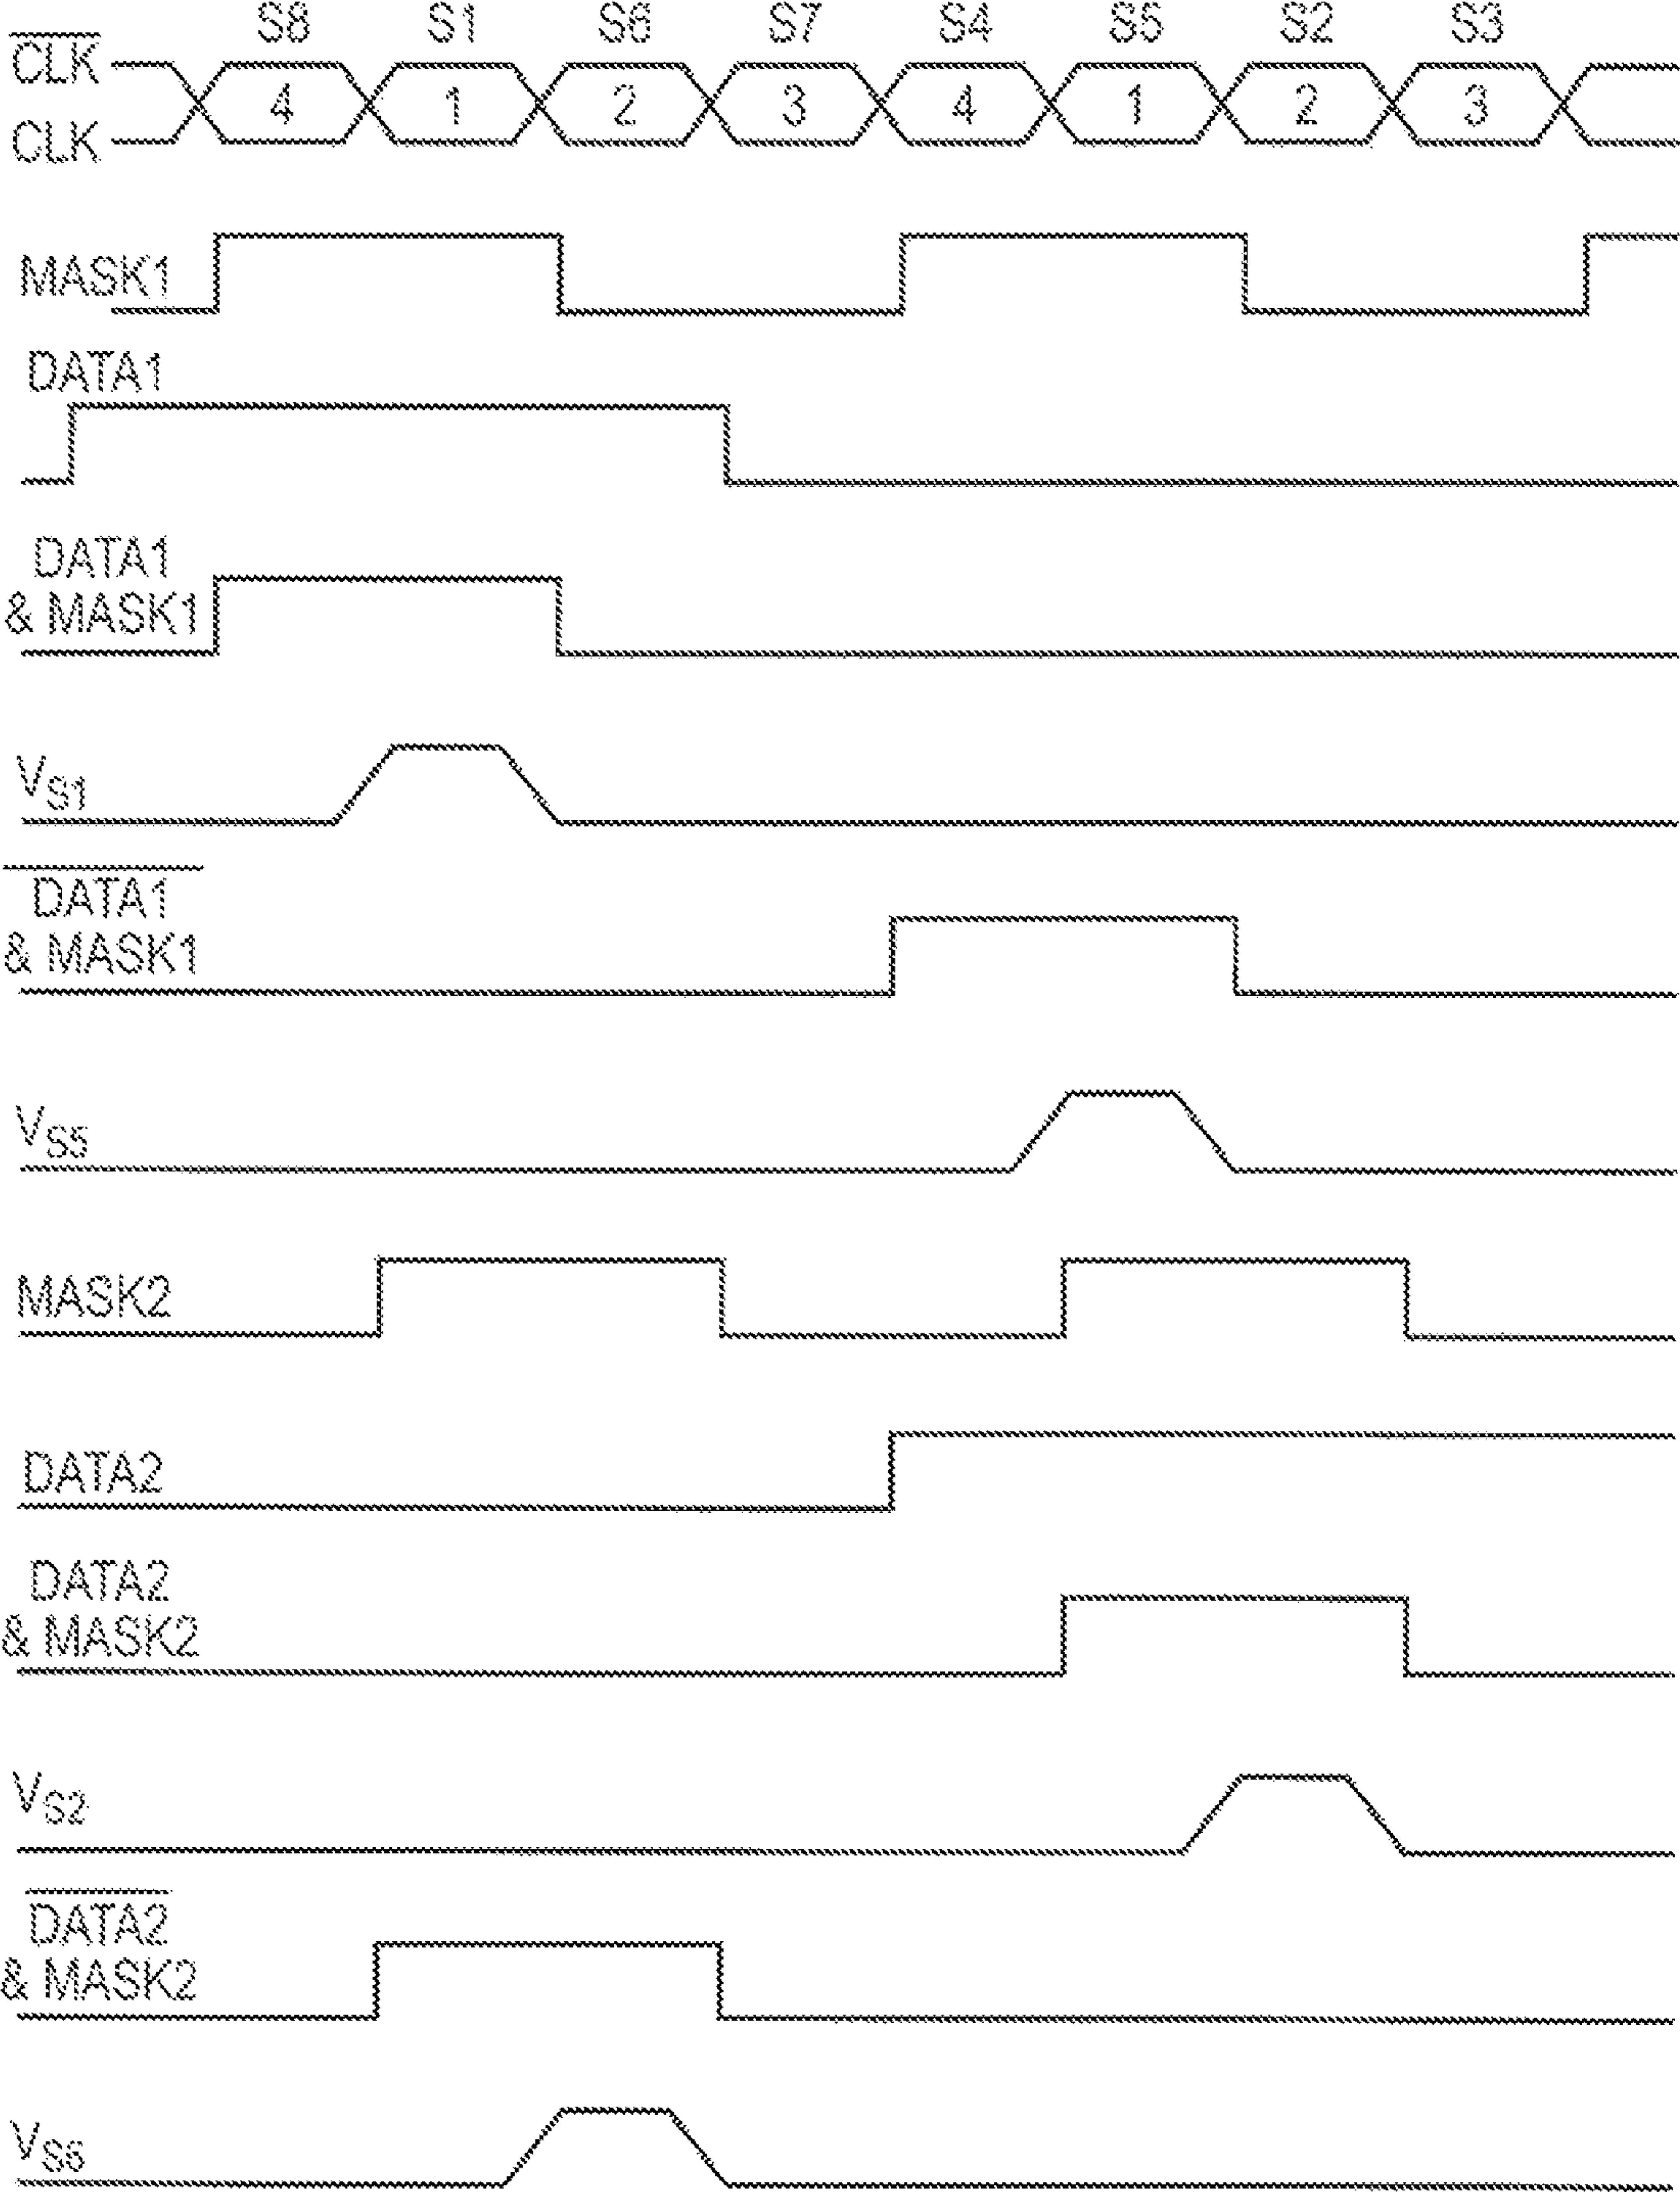 S8 S1 S6 S7 S4 S5 S2 S3
CLK
4 1 2 3 4 1 2 3
CLK
MASK1
DATA1
DATA1
& MASK1
VS1
DATA1
& MASK1
VS5
MASK2
DATA2
DATA2
& MASK2
VS2
DATA2
& MASK2
VS6